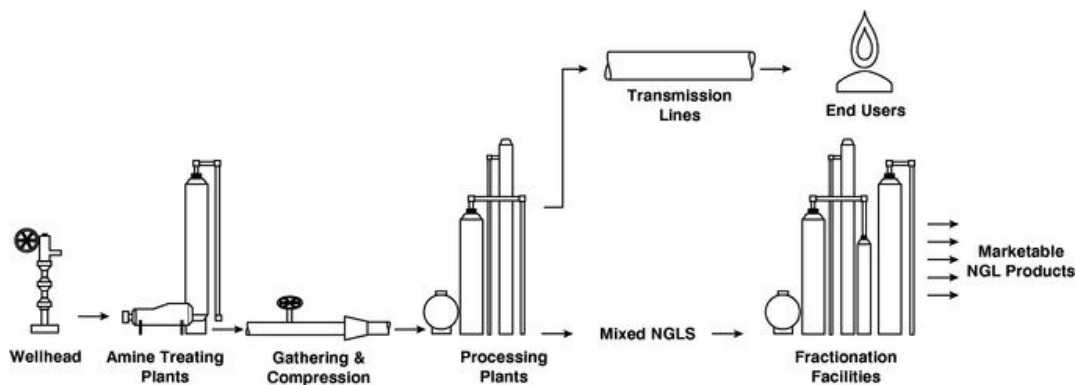 Transmission
Lines
End Users
Wellhead
Amine Treating
Plants
Gathering &
Compression
Processing
Plants
Mixed NGLS
Fractionation
Facilities
Marketable
NGL Products